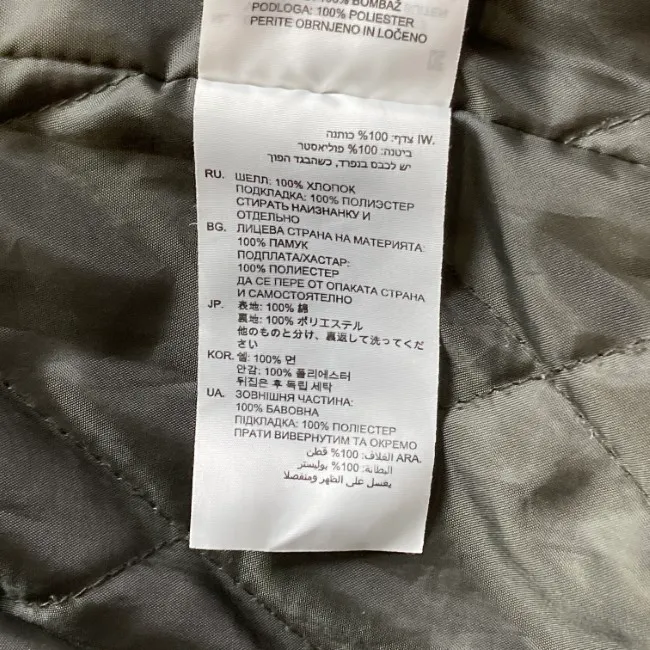 100% BOMBAŽ
PODLOGA: 100% POLIESTER
PERITE OBRNJENO IN LOČENO
IW. צדף: 100% כותנה
ביטנה: 100% פוליאסטר
יש לכבס בנפרד, כשהבגד הפוך
RU. ШЕЛЛ: 100% ХЛОПОК
ПОДКЛАДКА: 100% ПОЛИЭСТЕР
СТИРАТЬ НАИЗНАНКУ И
ОТДЕЛЬНО
BG. ЛИЦЕВА СТРАНА НА МАТЕРИЯТА:
100% ПАМУК
ПОДПЛАТА/ХАСТАР:
100% ПОЛИЕСТЕР
ДА СЕ ПЕРЕ ОТ ОПАКАТА СТРАНА
И САМОСТОЯТЕЛНО
JP. 表地: 100% 綿
裏地: 100% ポリエステル
他のものと分け、裏返して洗ってくだ
さい
KOR. 쉘: 100% 면
안감: 100% 폴리에스터
뒤집은 후 독립 세탁
UA. ЗОВНІШНЯ ЧАСТИНА:
100% БАВОВНА
ПІДКЛАДКА: 100% ПОЛІЕСТЕР
ПРАТИ ВИВЕРНУТИМ ТА ОКРЕМО
ARA. الغلاف: 100% قطن
البطانة: 100% بوليستر
يغسل على الظهر ومنفصلا